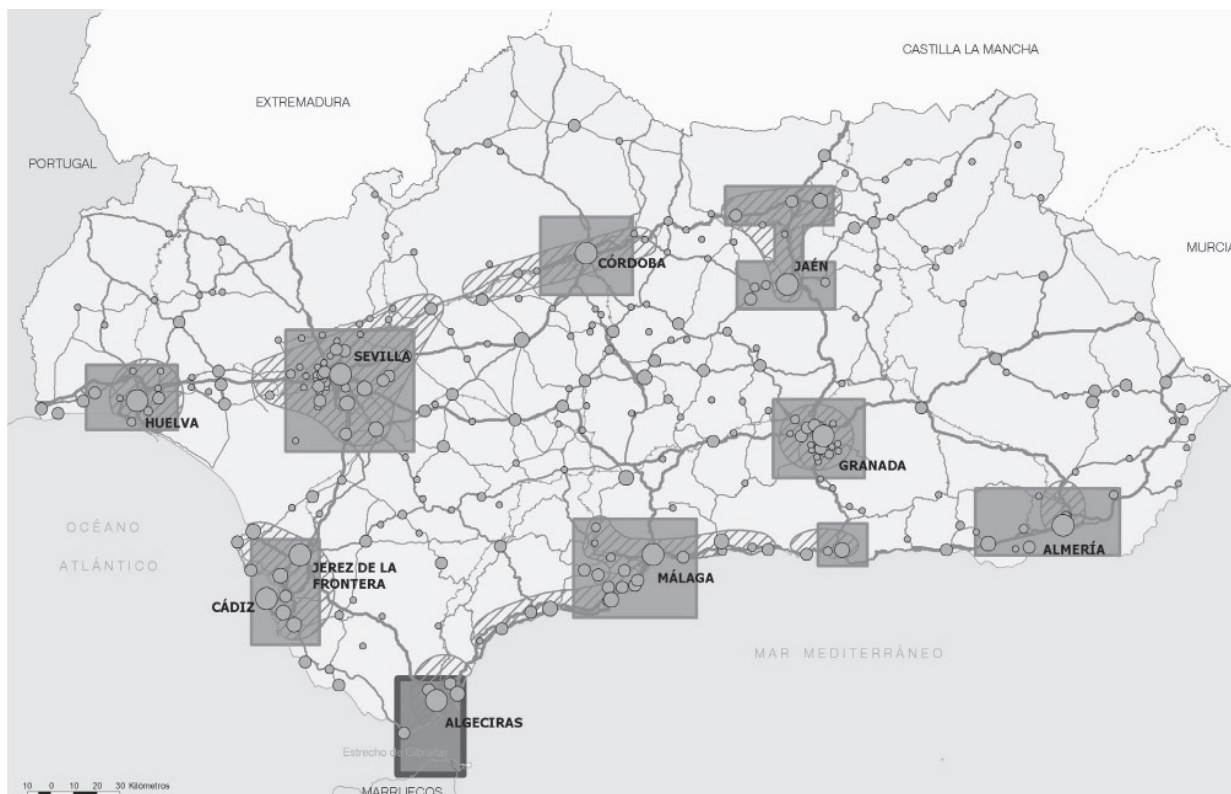 CASTILLA LA MANCHA
EXTREMADURA
PORTUGAL
MURCIA
CÓRDOBA
JAÉN
SEVILLA
HUELVA
GRANADA
OCÉANO
ATLÁNTICO
ALMERÍA
JEREZ DE LA
FRONTERA
MÁLAGA
CÁDIZ
MAR MEDITERRÁNEO
ALGECIRAS
Estrecho de Gibraltar
10 0 10 20 30 Kilómetros
MARRUECOS